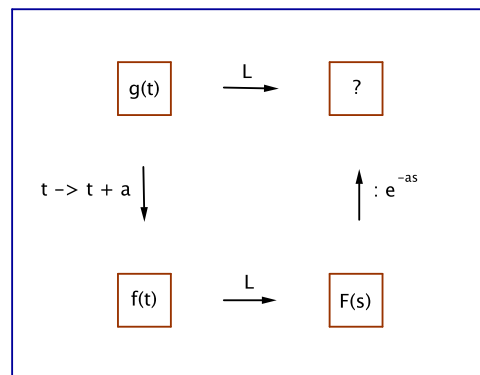 L
g(t)
?
t -> t + a
: e^-as
L
f(t)
F(s)